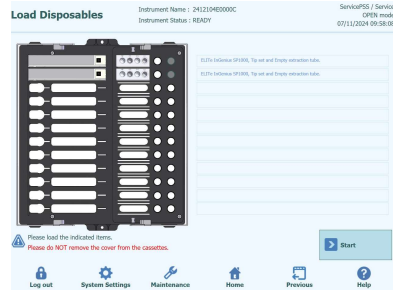 Load Disposables
Instrument Name : 2412104E0000C
Instrument Status : READY
ServicePSS / Service
OPEN mode
07/11/2024 09:58:08
ELITe InGenius SP1000, Tip set and Empty extraction tube.
ELITe InGenius SP1000, Tip set and Empty extraction tube.
Please load the indicated items.
Please do NOT remove the cover from the cassettes.
Start
Log out
System Settings
Maintenance
Home
Previous
Help